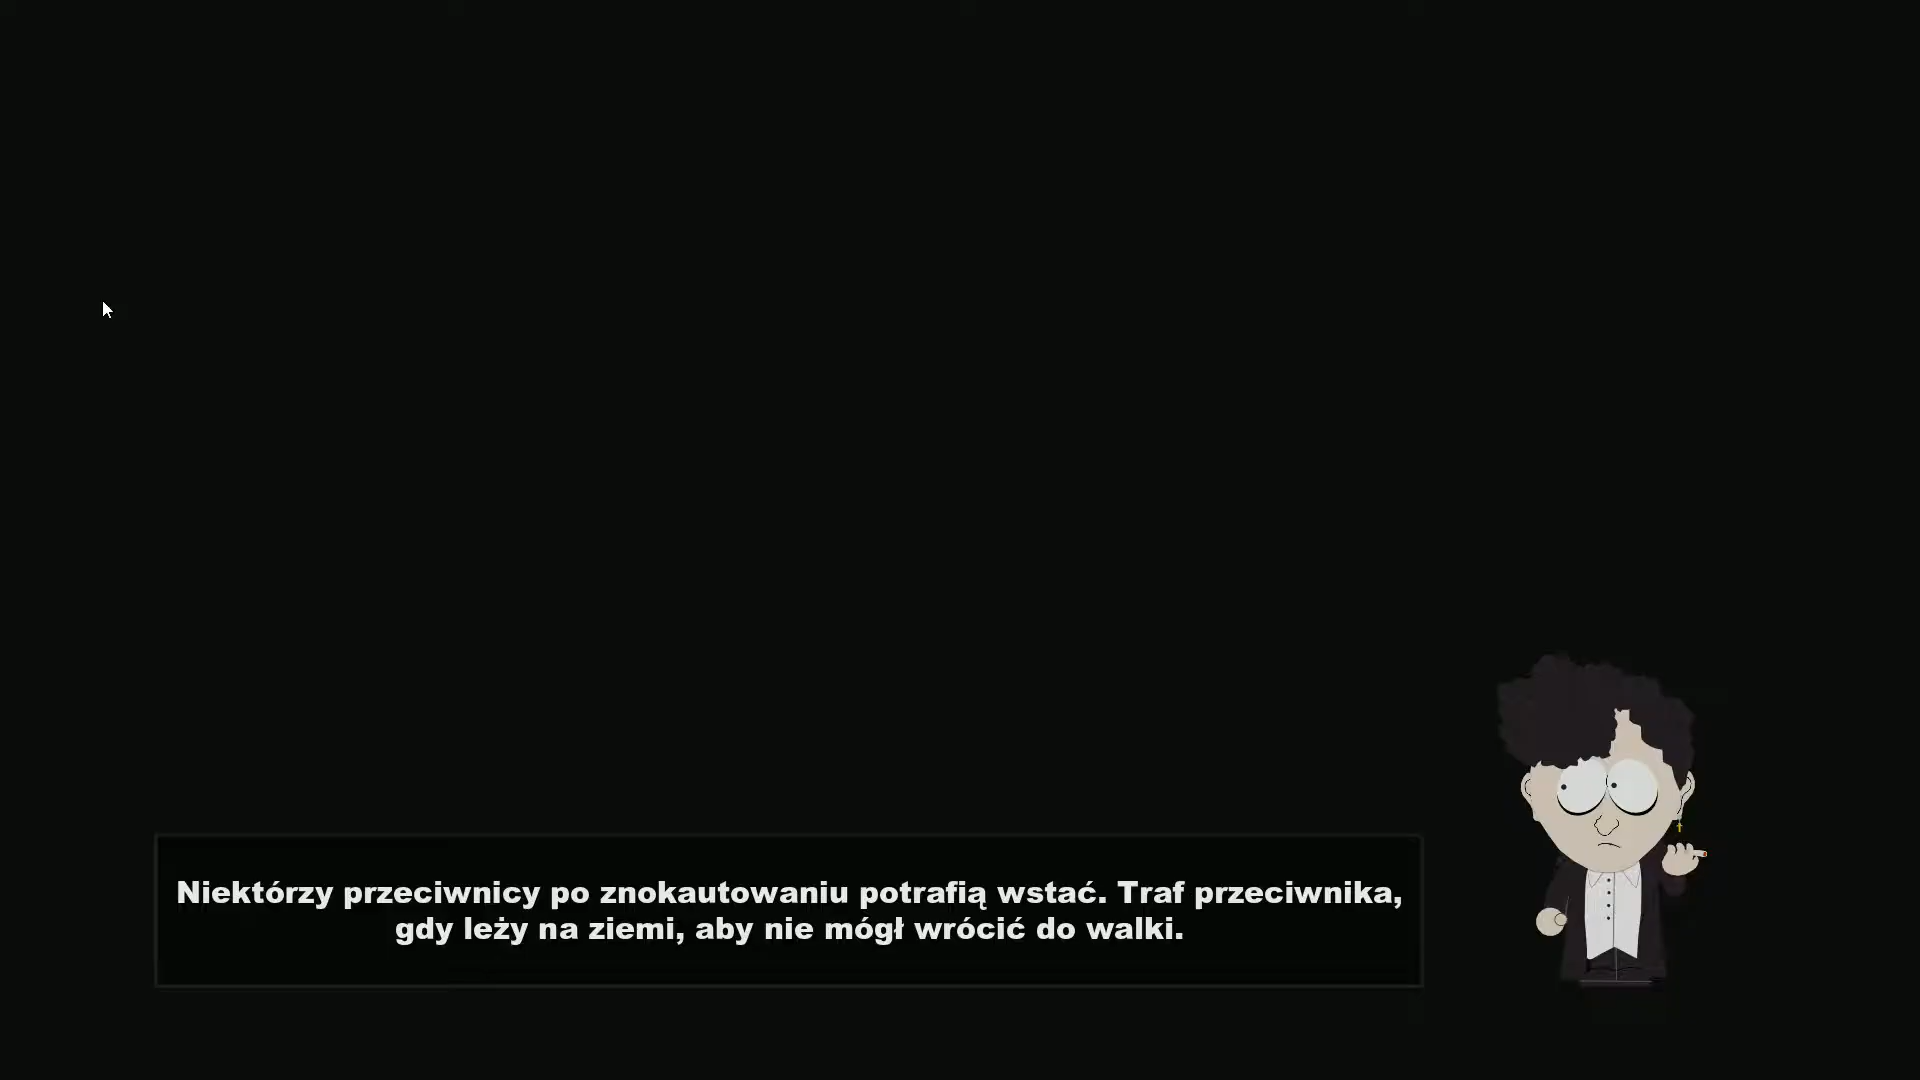 Niektórzy przeciwnicy po znokautowaniu potrafią wstać. Traf przeciwnika,
gdy leży na ziemi, aby nie mógł wrócić do walki.